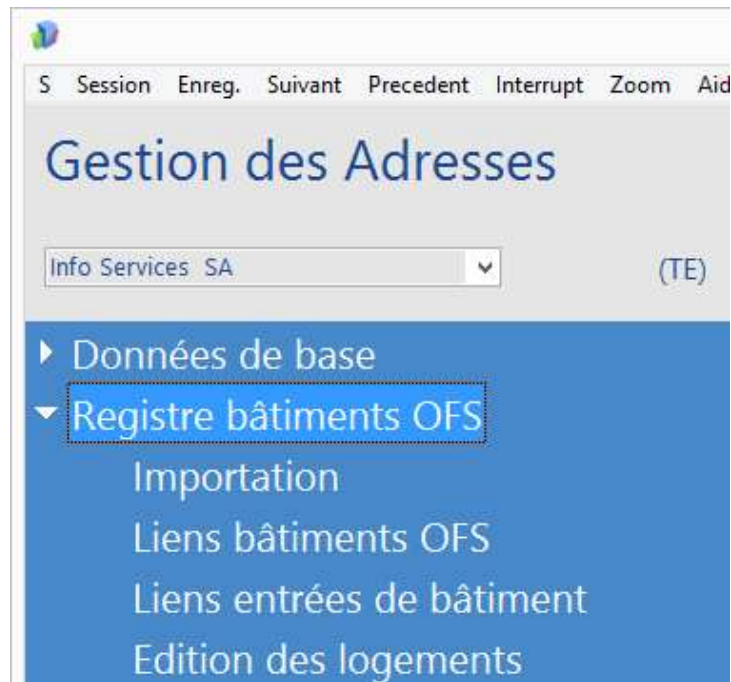 S Session Enreg. Suivant Precedent Interrupt Zoom Aid
Gestion des Adresses
Info Services SA (TE)
Données de base
Registre bâtiments OFS
Importation
Liens bâtiments OFS
Liens entrées de bâtiment
Edition des logements